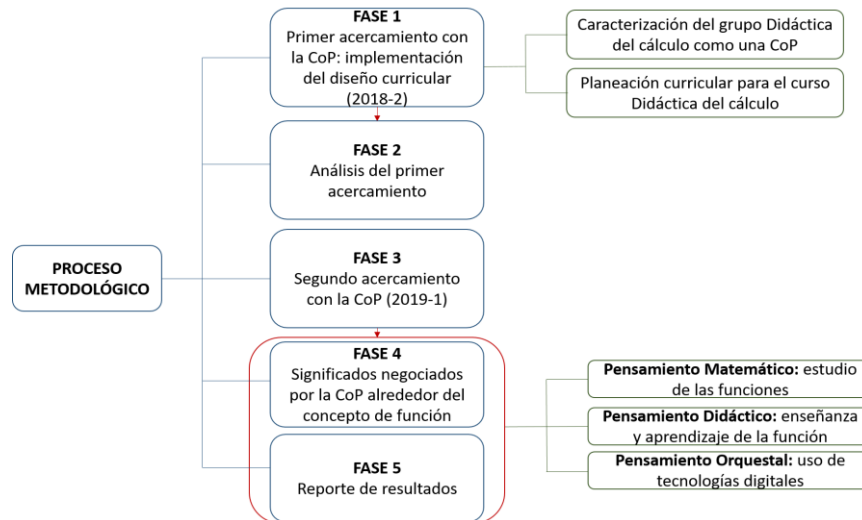 PROCESO
METODOLÓGICO
FASE 1
Primer acercamiento con
la CoP: implementación
del diseño curricular
(2018-2)
Caracterización del grupo Didáctica
del cálculo como una CoP
Planeación curricular para el curso
Didáctica del cálculo
FASE 2
Análisis del primer
acercamiento
FASE 3
Segundo acercamiento
con la CoP (2019-1)
FASE 4
Significados negociados
por la CoP alrededor del
concepto de función
FASE 5
Reporte de resultados
Pensamiento Matemático: estudio
de las funciones
Pensamiento Didáctico: enseñanza
y aprendizaje de la función
Pensamiento Orquestal: uso de
tecnologías digitales